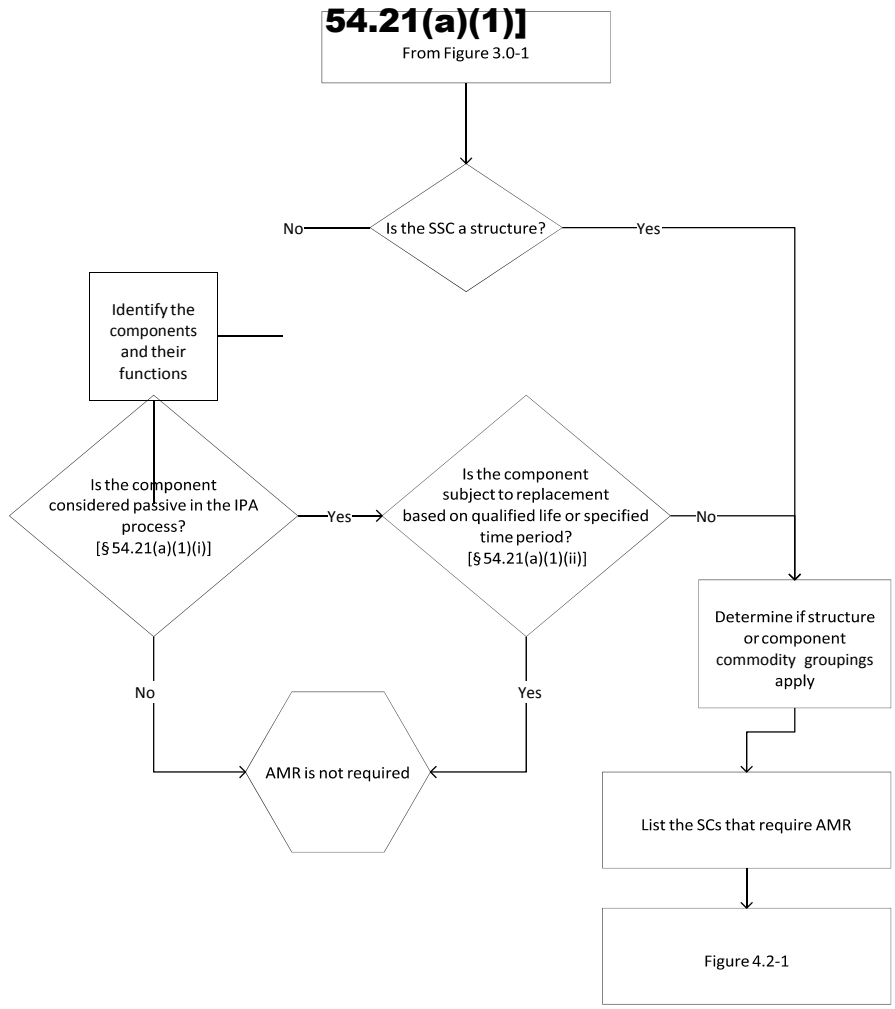 54.21(a)(1)]
From Figure 3.0-1
Is the SSC a structure?
No
Yes
Identify the
components
and their
functions
Is the component
considered passive in the IPA
process?
[§ 54.21(a)(1)(i)]
Yes
Is the component
subject to replacement
based on qualified life or specified
time period?
[§ 54.21(a)(1)(ii)]
No
Determine if structure
or component
commodity groupings
apply
No
Yes
AMR is not required
List the SCs that require AMR
Figure 4.2-1